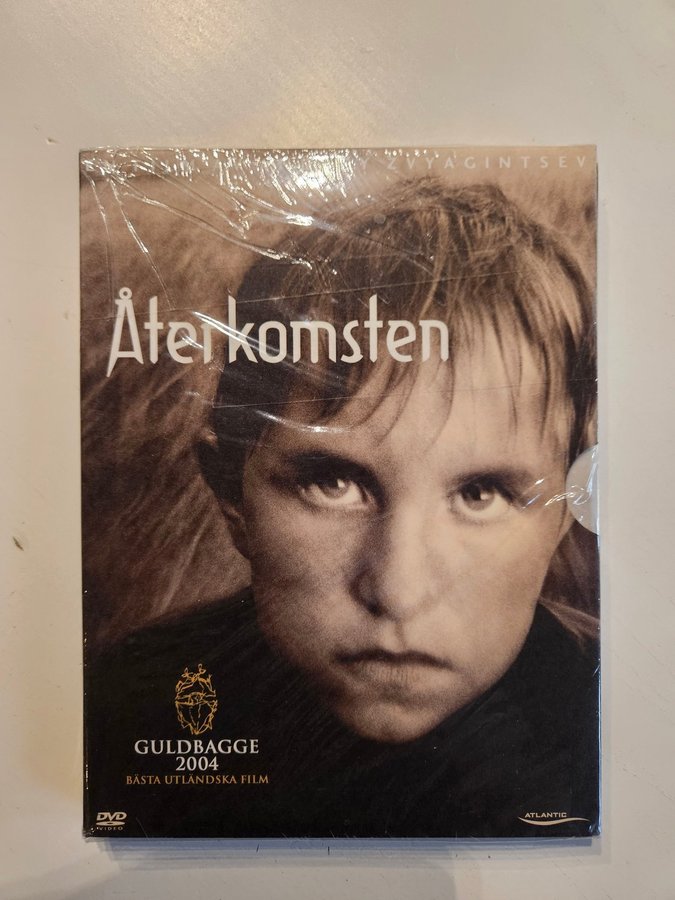 ZVYAGINTSEV
Återkomsten
GULDBAGGE
2004
BÄSTA UTLÄNDSKA FILM
DVD
VIDEO
ATLANTIC